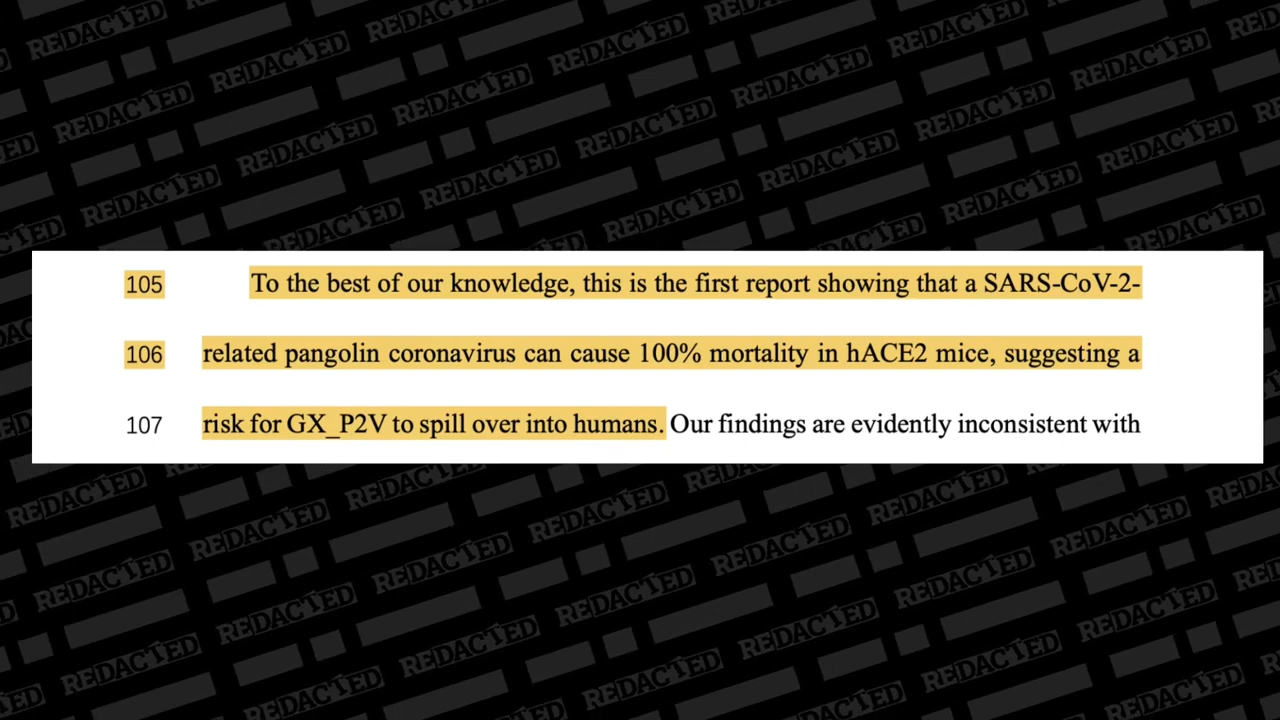 105 To the best of our knowledge, this is the first report showing that a SARS-CoV-2-
106 related pangolin coronavirus can cause 100% mortality in hACE2 mice, suggesting a
107 risk for GX_P2V to spill over into humans. Our findings are evidently inconsistent with
REDACTED